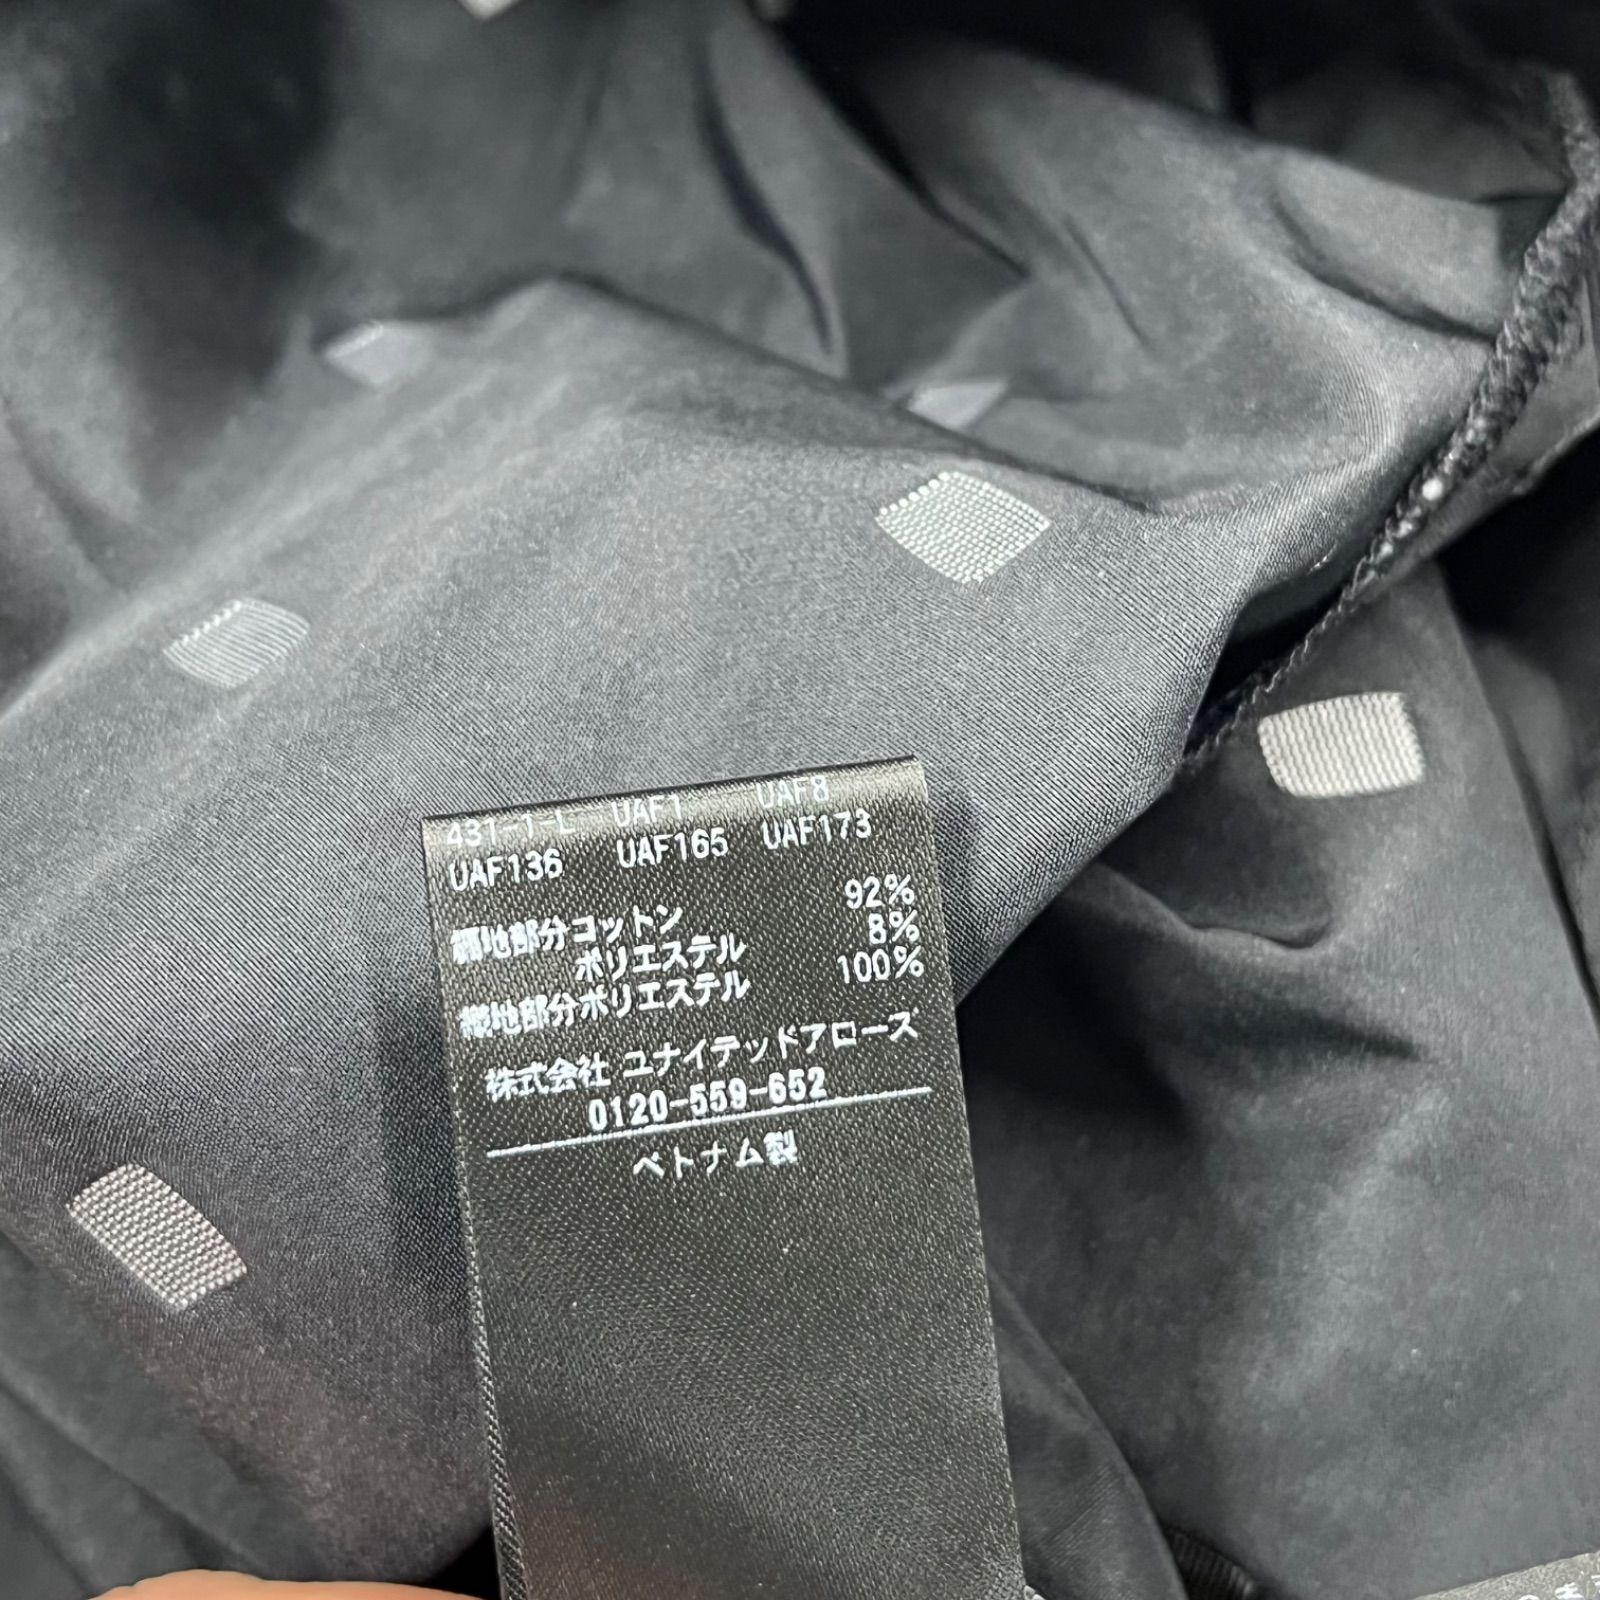 431-1-L UAF1 UAF8
UAF136 UAF165 UAF173
編地部分コットン 92%
ポリエステル 8%
織地部分ポリエステル 100%
株式会社 ユナイテッドアローズ
0120-559-652
ベトナム製